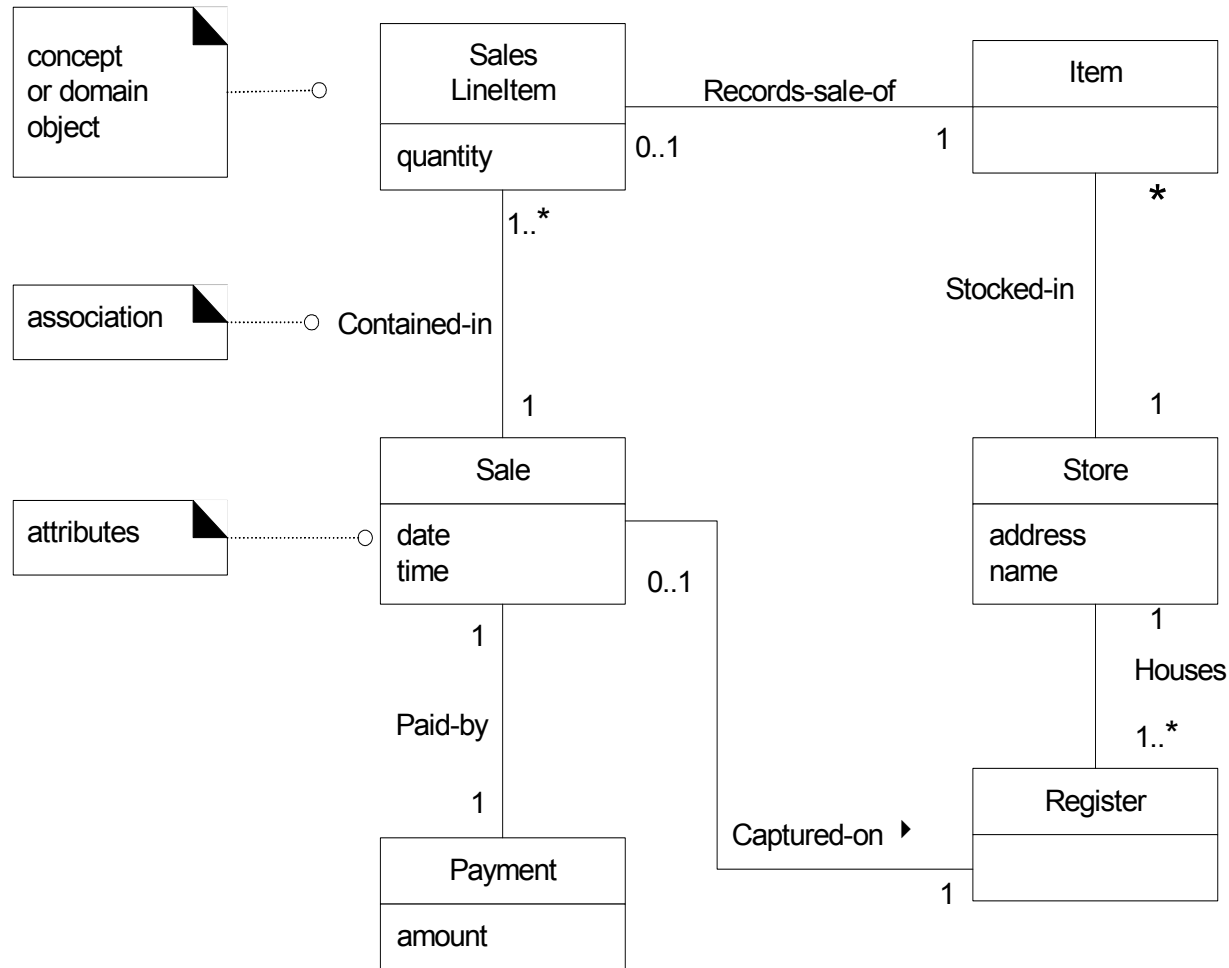 concept
or domain
object
Sales
LineItem
quantity
Records-sale-of
0..1
1
Item
*
1..*
association
Contained-in
1
Stocked-in
1
Sale
date
time
attributes
Store
address
name
0..1
1
1
Houses
1..*
Paid-by
1
Captured-on
1
Register
Payment
amount